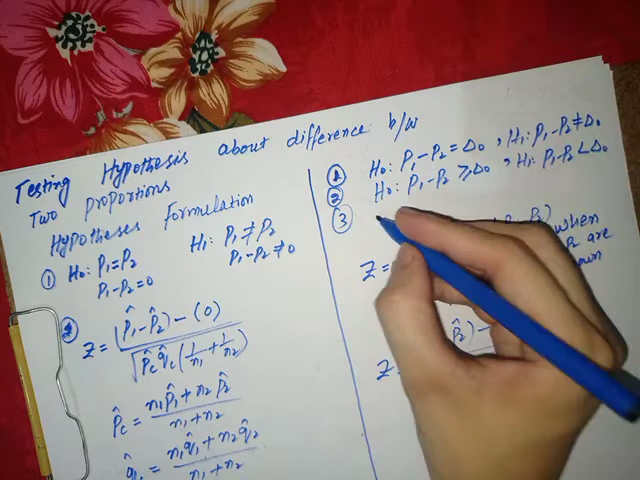 Testing Hypothesis about difference b/w
Two proportions
Hypotheses Formulation
① H₀: P₁=P₂ H₁: P₁≠P₂
P₁-P₂=0 P₁-P₂≠0
Z = (p̂₁-p̂₂) - (0) / √(p̂c q̂c (1/n₁ + 1/n₂))
p̂c = n₁p̂₁ + n₂p̂₂ / n₁+n₂
n₁q̂₁ + n₂q̂₂ / n₁+n₂
① H₀: P₁-P₂ = Δ₀, H₁: P₁-P₂ ≠ Δ₀
② H₀: P₁-P₂ ⩾ Δ₀, H₁: P₁-P₂ < Δ₀
③
Z =
when
are
Z